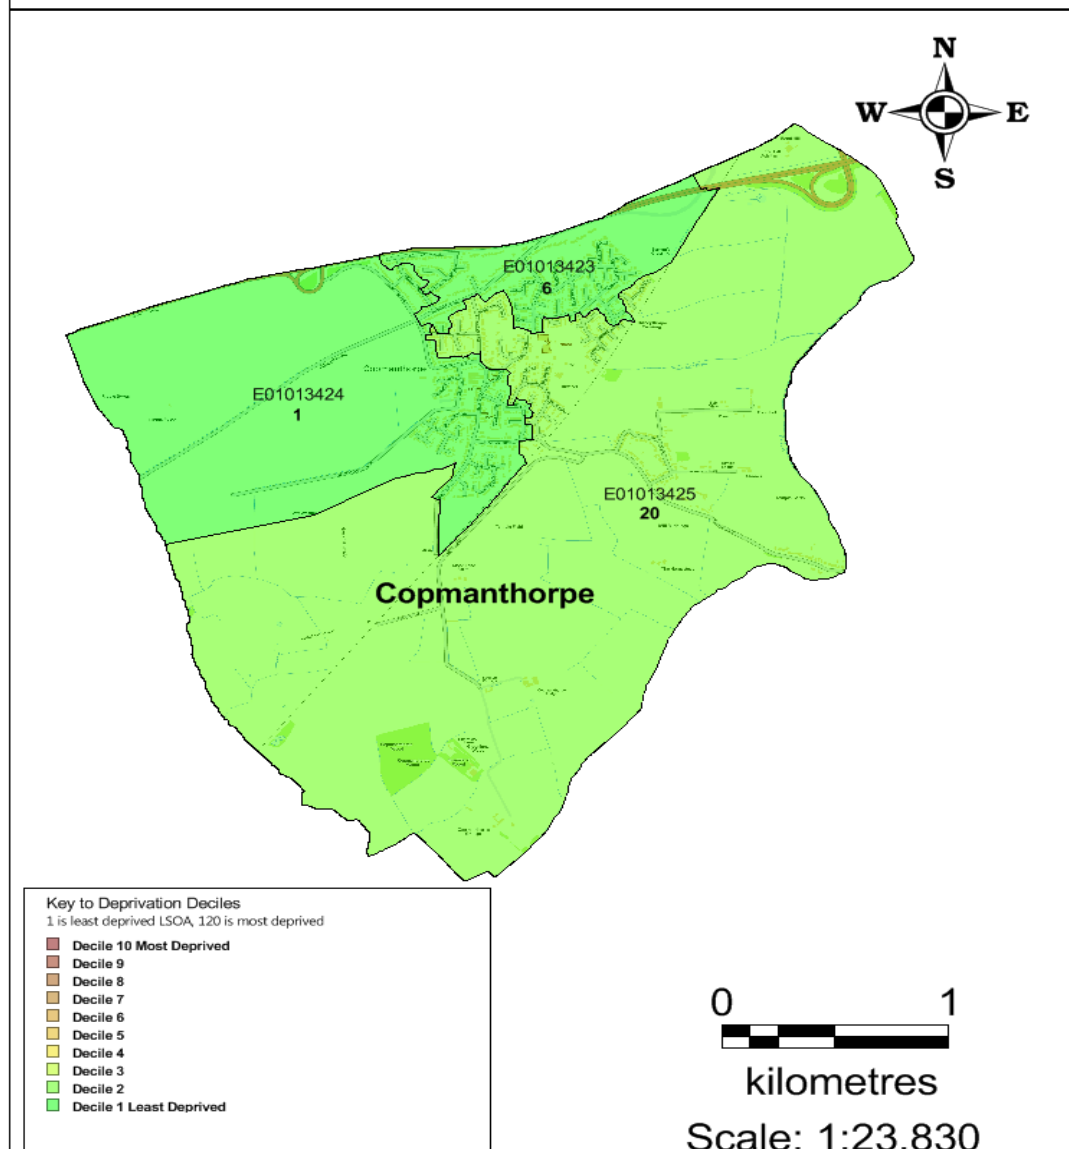 N
W E
S
E01013423
6
Copmanthorpe
E01013424
1
E01013425
20
Copmanthorpe
Key to Deprivation Deciles
1 is least deprived LSOA, 120 is most deprived
Decile 10 Most Deprived
Decile 9
Decile 8
Decile 7
Decile 6
Decile 5
Decile 4
Decile 3
Decile 2
Decile 1 Least Deprived
0 1
kilometres
Scale: 1:23,830